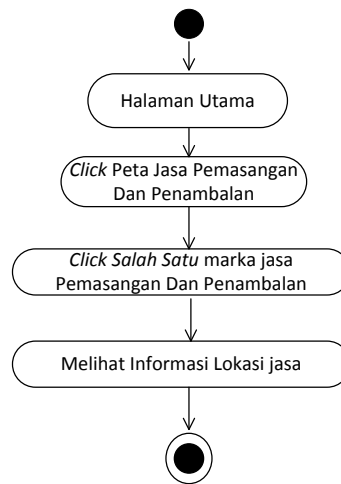 Halaman Utama
Click Peta Jasa Pemasangan
Dan Penambalan
Click Salah Satu marka jasa
Pemasangan Dan Penambalan
Melihat Informasi Lokasi jasa